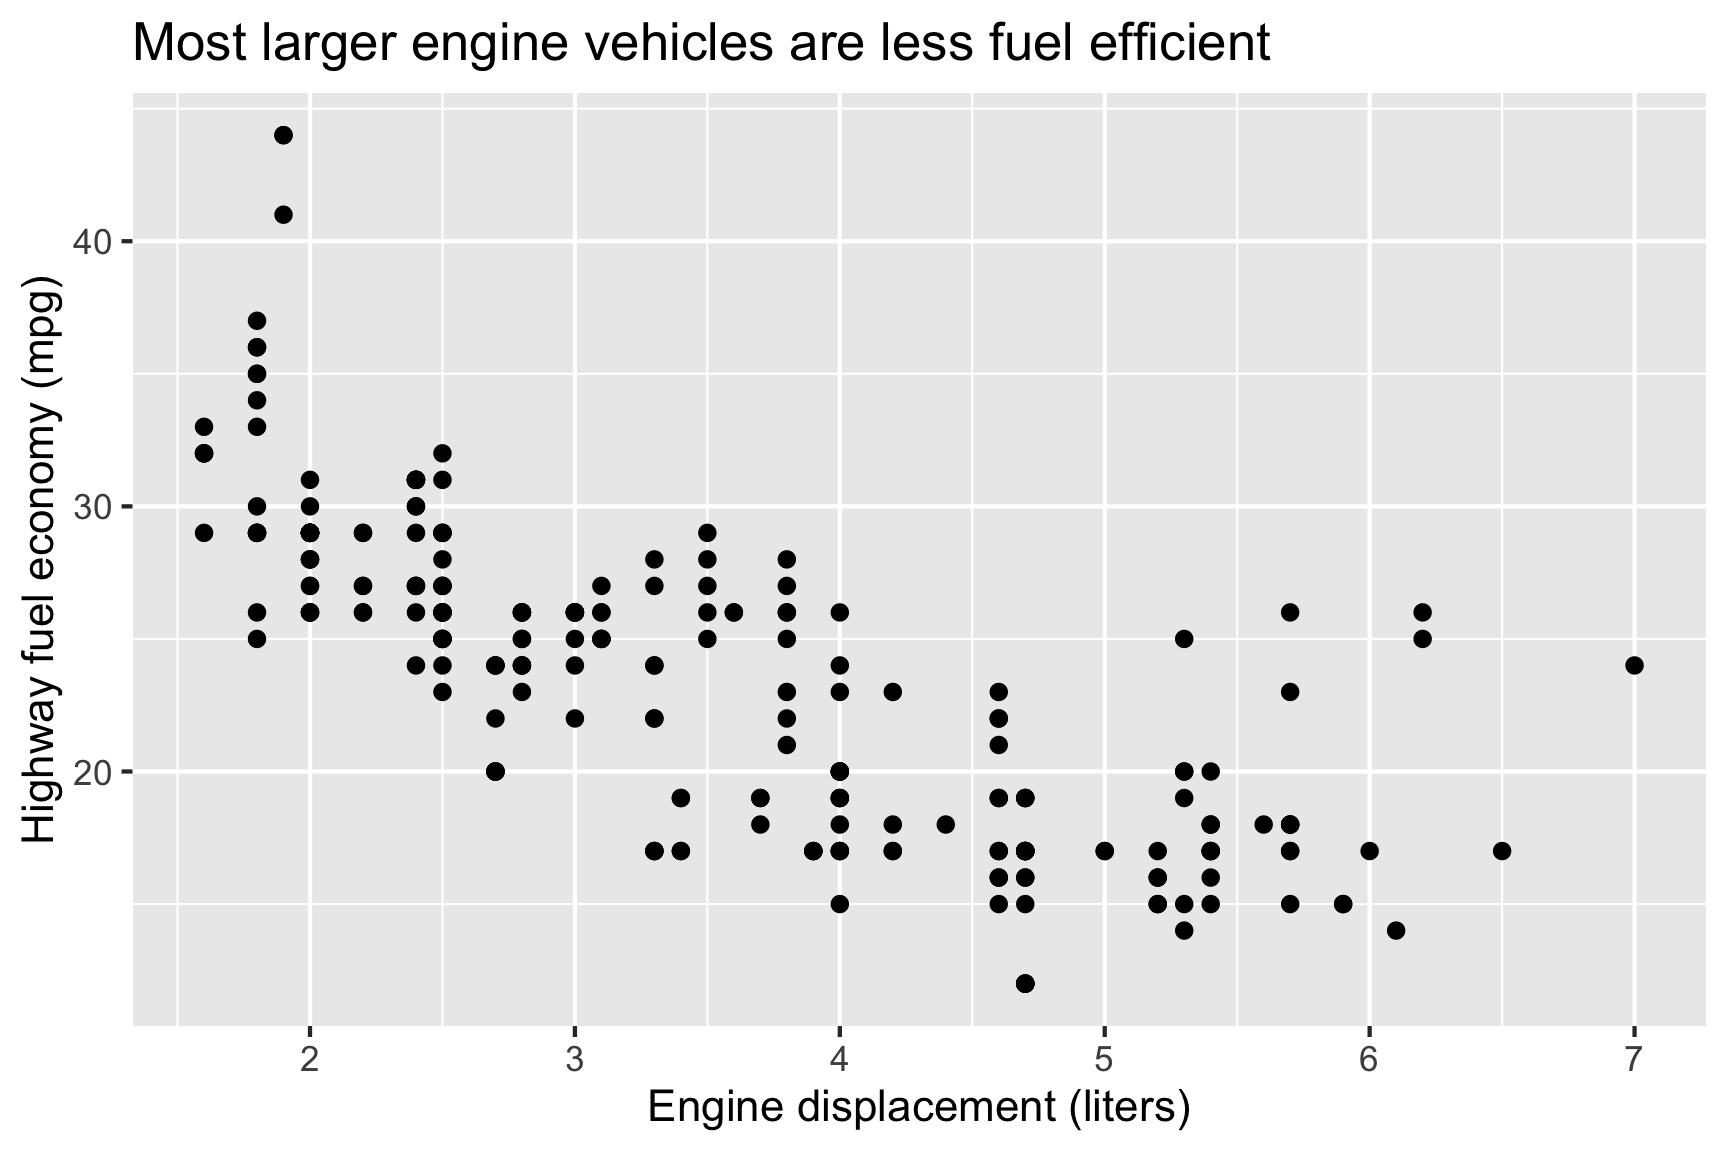 Most larger engine vehicles are less fuel efficient
Highway fuel economy (mpg)
40
30
20
2 3 4 5 6 7
Engine displacement (liters)